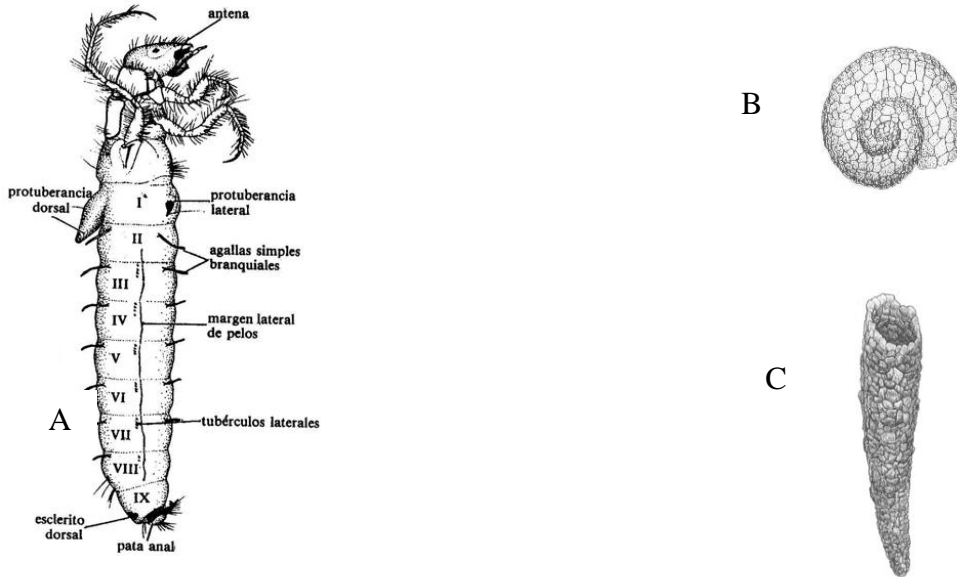 antena
protuberancia
dorsal
protuberancia
lateral
I
II
agallas simples
branquiales
III
IV
margen lateral
de pelos
V
VI
A
VII
tubérculos laterales
VIII
IX
esclerito
dorsal
pata anal
B
C